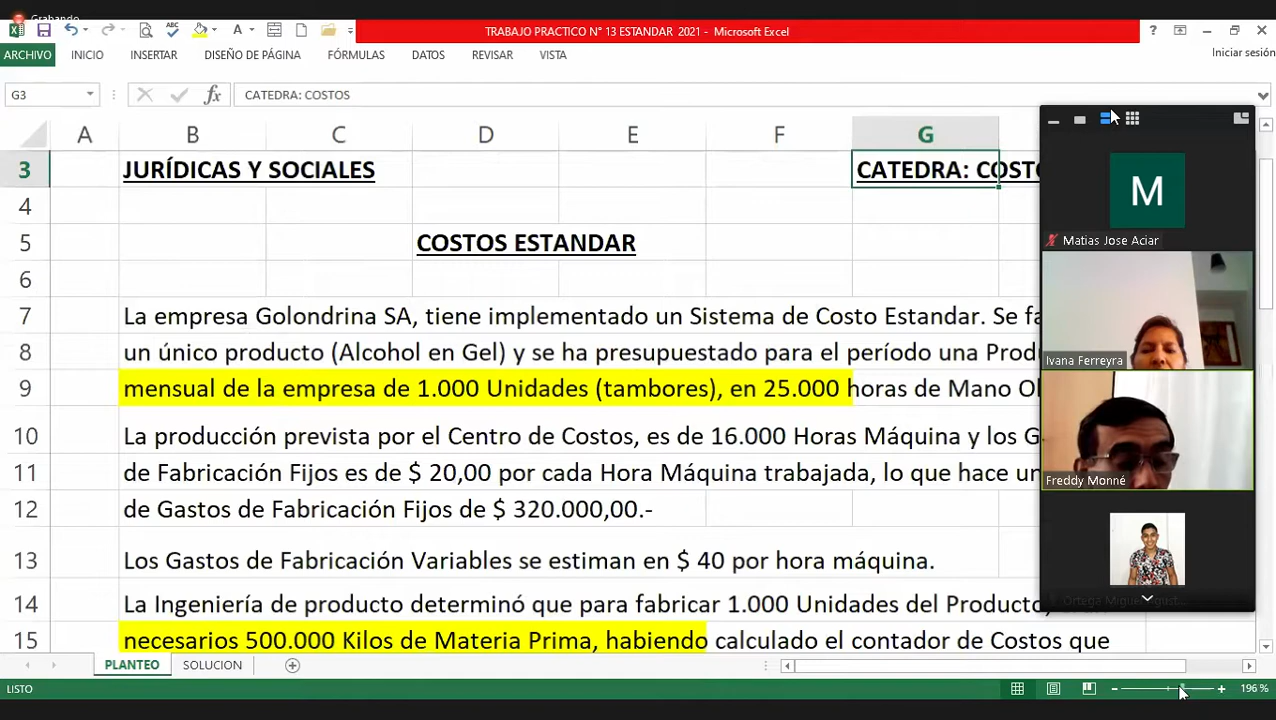 Grabando
TRABAJO PRACTICO N° 13 ESTANDAR 2021 - Microsoft Excel
ARCHIVO INICIO INSERTAR DISEÑO DE PÁGINA FÓRMULAS DATOS REVISAR VISTA
Iniciar sesión
G3 fx CATEDRA: COSTOS
A B C D E F G
3 JURÍDICAS Y SOCIALES CATEDRA: COSTO
4
5 COSTOS ESTANDAR
6
7 La empresa Golondrina SA, tiene implementado un Sistema de Costo Estandar. Se
8 un único producto (Alcohol en Gel) y se ha presupuestado para el período una
9 mensual de la empresa de 1.000 Unidades (tambores), en 25.000 horas de Mano
10 La producción prevista por el Centro de Costos, es de 16.000 Horas Máquina y los
11 de Fabricación Fijos es de $ 20,00 por cada Hora Máquina trabajada, lo que hace
12 de Gastos de Fabricación Fijos de $ 320.000,00.-
13 Los Gastos de Fabricación Variables se estiman en $ 40 por hora máquina.
14 La Ingeniería de producto determinó que para fabricar 1.000 Unidades del Producto,
15 necesarios 500.000 Kilos de Materia Prima, habiendo calculado el contador de Costos que
M
Matias Jose Aciar
Ivana Ferreyra
Freddy Monné
PLANTEO SOLUCION
LISTO 196 %